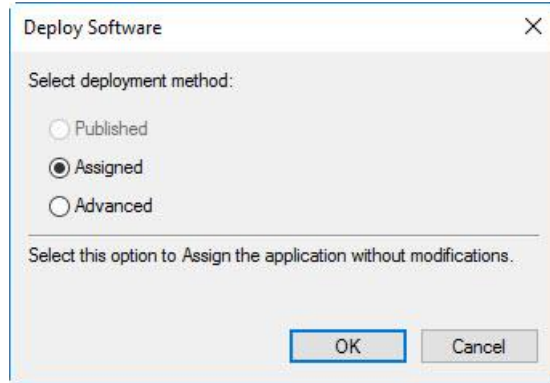 Deploy Software
Select deployment method:
Published
Assigned
Advanced
Select this option to Assign the application without modifications.
OK Cancel